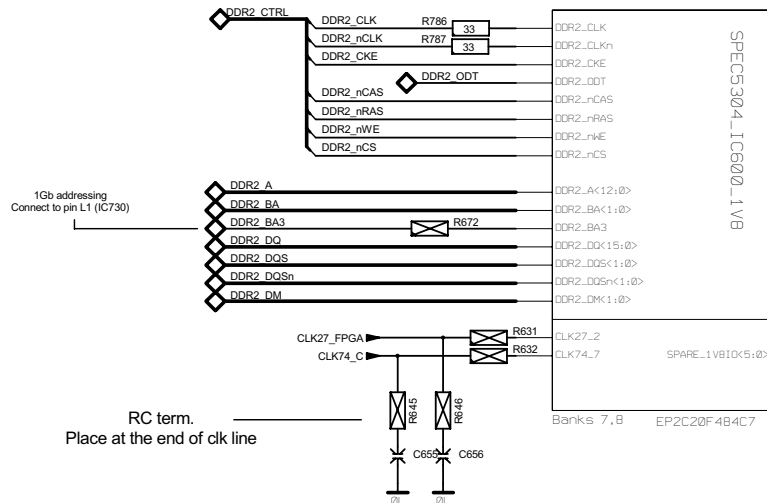 DDR2_CTRL
DDR2_CLK R786 33 DDR2_CLK
DDR2_nCLK R787 33 DDR2_CLKn
DDR2_CKE DDR2_CKE
DDR2_ODT DDR2_ODT
DDR2_nCAS DDR2_nCAS
DDR2_nRAS DDR2_nRAS
DDR2_nWE DDR2_nWE
DDR2_nCS DDR2_nCS
SPEC5304_IC600_1V8
1Gb addressing
Connect to pin L1 (IC730)
DDR2_A DDR2_A<12:0>
DDR2_BA DDR2_BA<1:0>
DDR2_BA3 R672 DDR2_BA3
DDR2_DQ DDR2_DQ<15:0>
DDR2_DQS DDR2_DQS<1:0>
DDR2_DQSn DDR2_DQSn<1:0>
DDR2_DM DDR2_DM<1:0>
CLK27_FPGA R631 CLK27_2
CLK74_C R632 CLK74_7 SPARE_1V8IO<5:0>
R645 R646
RC term.
Place at the end of clk line
Banks 7,8 EP2C20F484C7
C655 C656